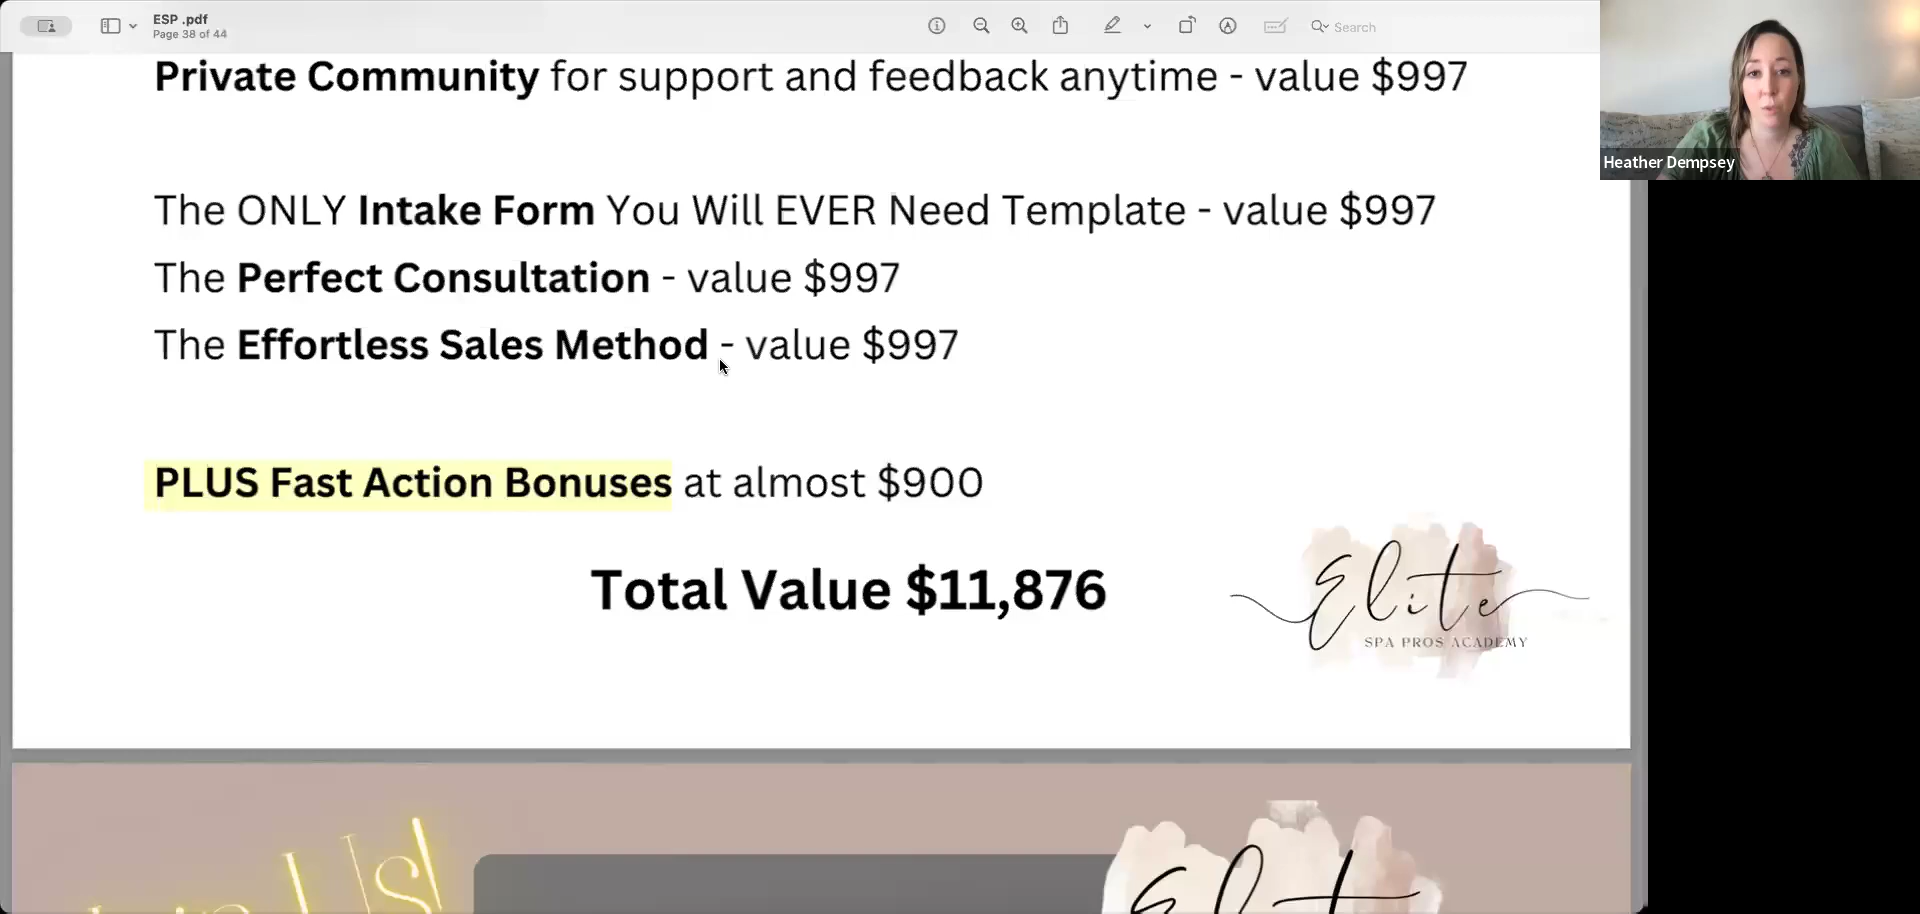 ESP .pdf
Page 38 of 44
Search
Private Community for support and feedback anytime - value $997
Heather Dempsey
The ONLY Intake Form You Will EVER Need Template - value $997
The Perfect Consultation - value $997
The Effortless Sales Method - value $997
PLUS Fast Action Bonuses at almost $900
Total Value $11,876
Elite
SPA PROS ACADEMY
Us!